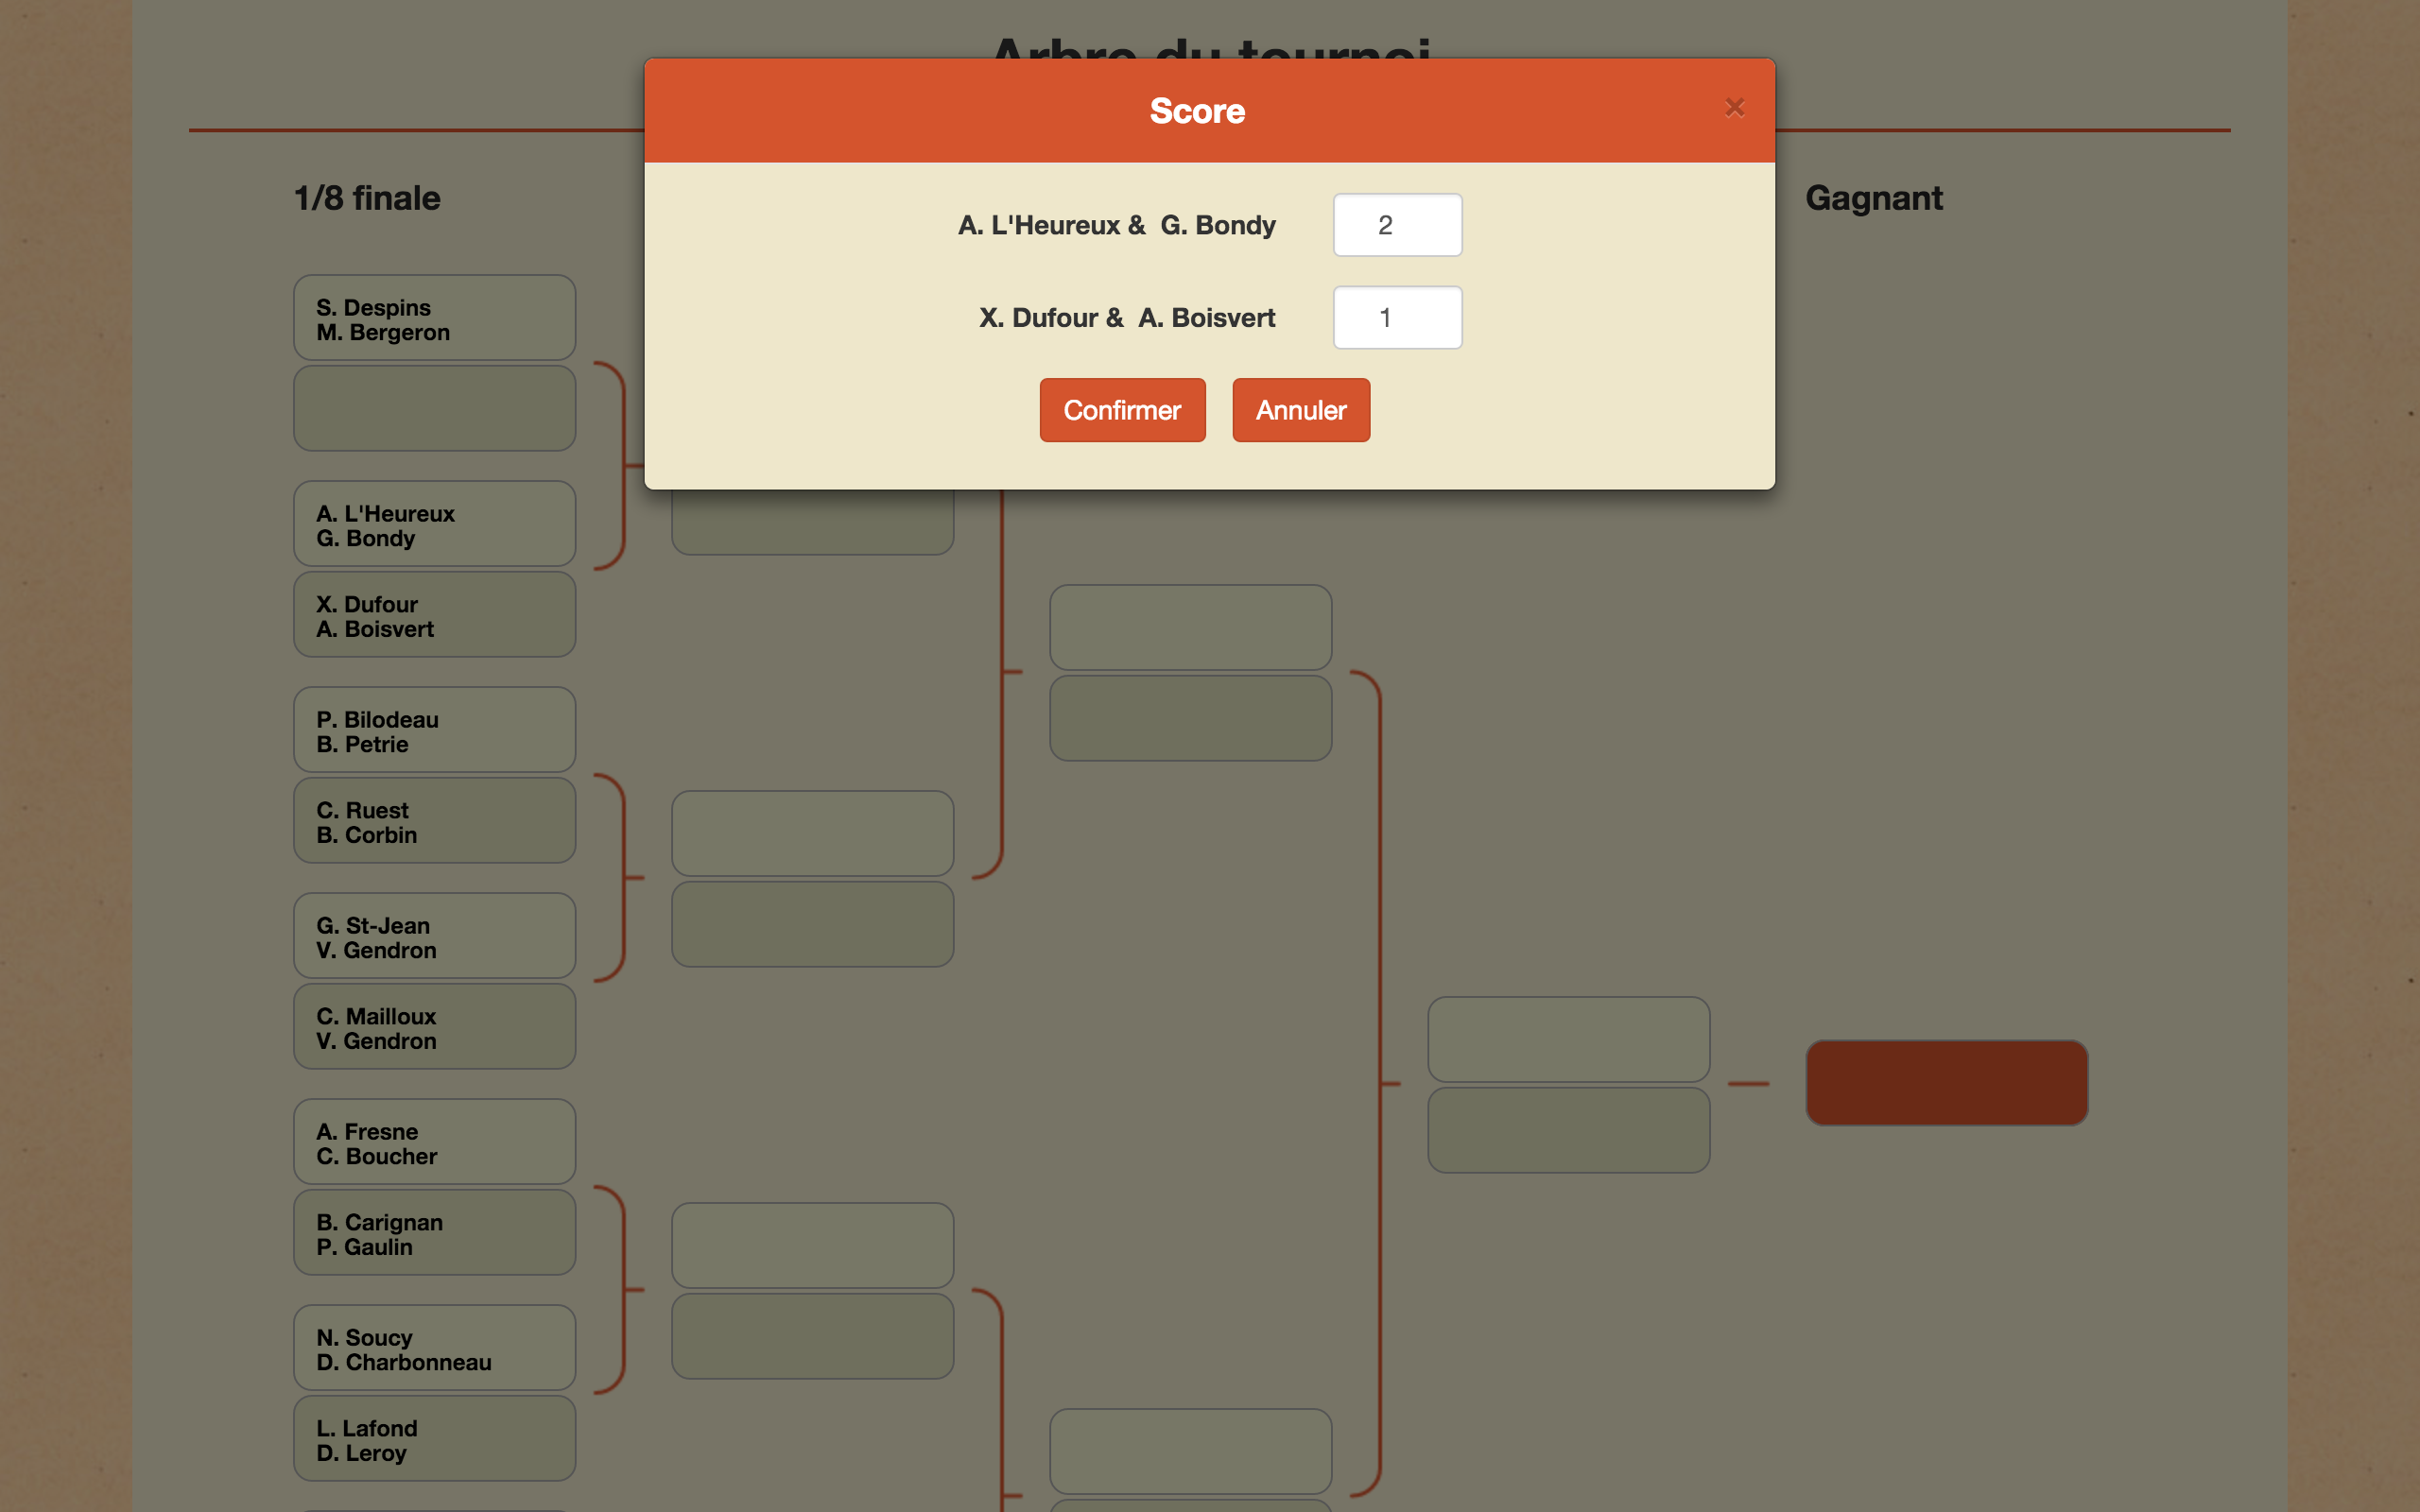 Arbre du tournoi
Score
×
1/8 finale
Gagnant
A. L'Heureux & G. Bondy
2
X. Dufour & A. Boisvert
1
Confirmer
Annuler
S. Despins
M. Bergeron
A. L'Heureux
G. Bondy
X. Dufour
A. Boisvert
P. Bilodeau
B. Petrie
C. Ruest
B. Corbin
G. St-Jean
V. Gendron
C. Mailloux
V. Gendron
A. Fresne
C. Boucher
B. Carignan
P. Gaulin
N. Soucy
D. Charbonneau
L. Lafond
D. Leroy